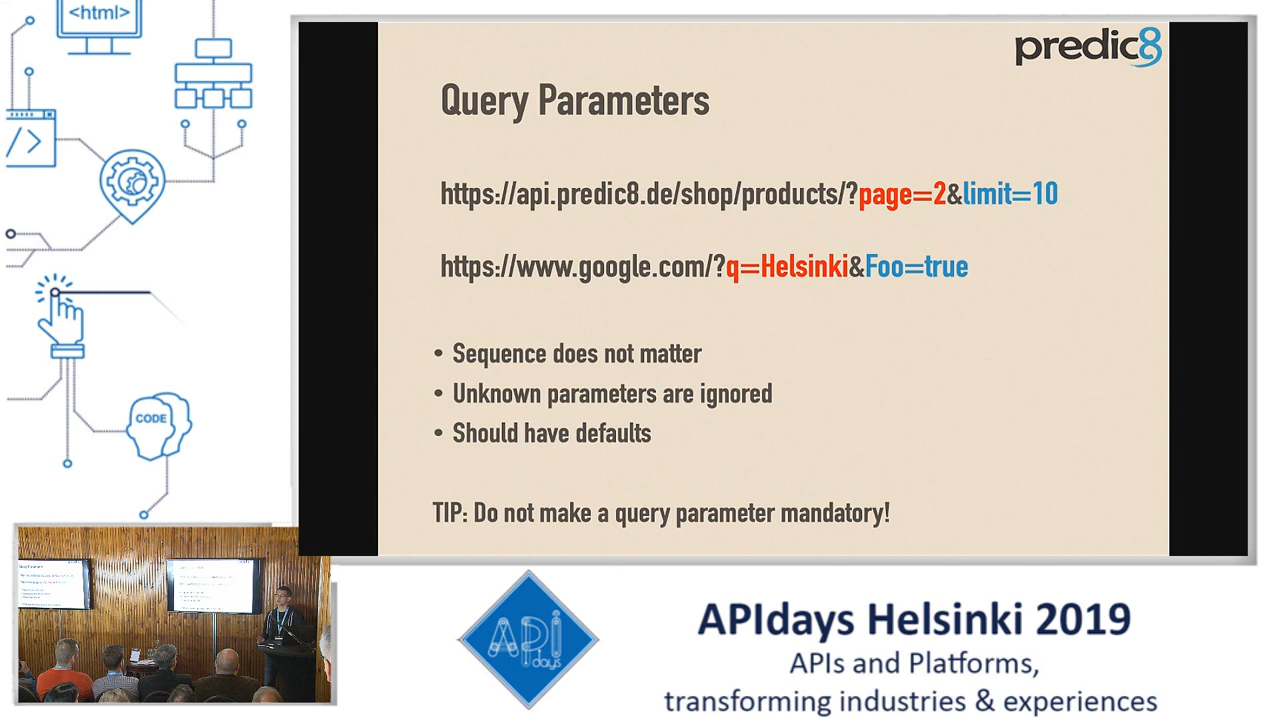 <html>
</>
CODE
predic8
Query Parameters
https://api.predic8.de/shop/products/?page=2&limit=10
https://www.google.com/?q=Helsinki&Foo=true
• Sequence does not matter
• Unknown parameters are ignored
• Should have defaults
TIP: Do not make a query parameter mandatory!
API
days
APIdays Helsinki 2019
APIs and Platforms,
transforming industries & experiences